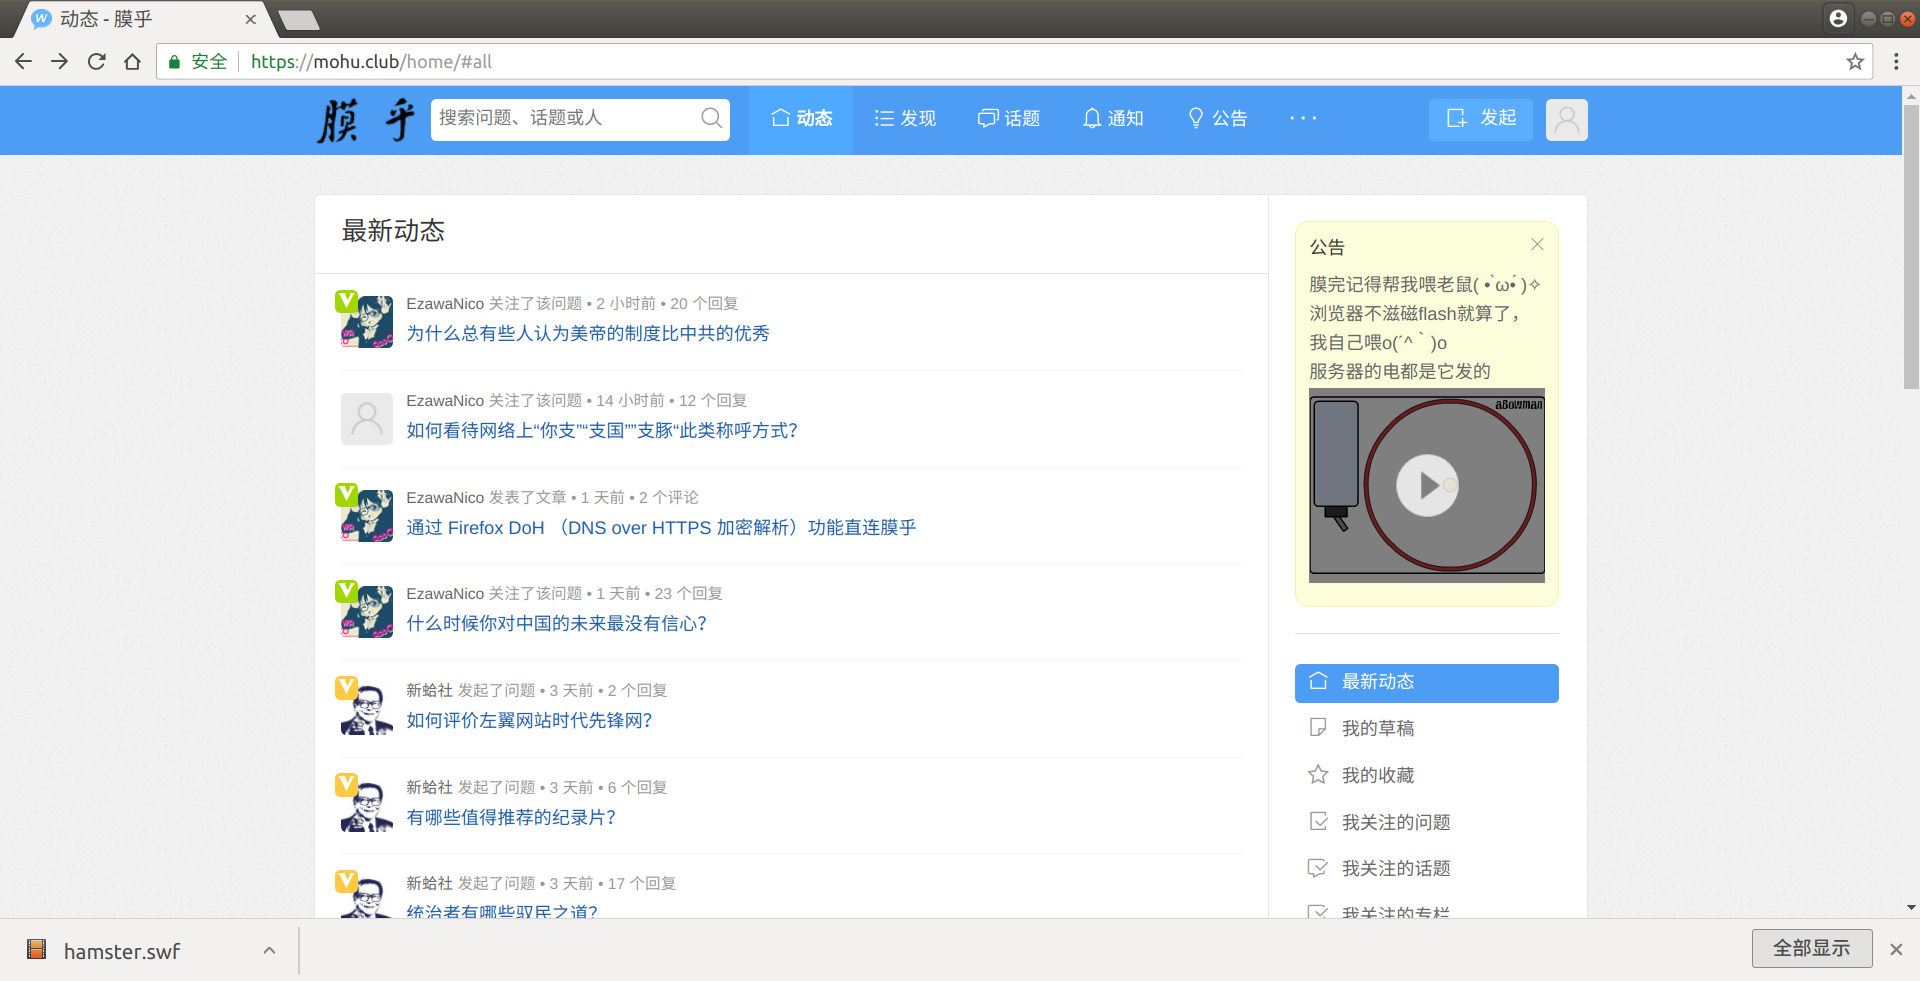 动态 - 膜乎
安全 https://mohu.club/home/#all
膜乎
搜索问题、话题或人
动态
发现
话题
通知
公告
···
发起
最新动态
EzawaNico 关注了该问题 • 2 小时前 • 20 个回复
为什么总有些人认为美帝的制度比中共的优秀
EzawaNico 关注了该问题 • 14 小时前 • 12 个回复
如何看待网络上“你支”“支国””支豚“此类称呼方式？
EzawaNico 发表了文章 • 1 天前 • 2 个评论
通过 Firefox DoH （DNS over HTTPS 加密解析）功能直连膜乎
EzawaNico 关注了该问题 • 1 天前 • 23 个回复
什么时候你对中国的未来最没有信心？
新蛤社 发起了问题 • 3 天前 • 2 个回复
如何评价左翼网站时代先锋网？
新蛤社 发起了问题 • 3 天前 • 6 个回复
有哪些值得推荐的纪录片？
新蛤社 发起了问题 • 3 天前 • 17 个回复
统治者有哪些驭民之道？
公告
膜完记得帮我喂老鼠( •̀ω•́ )✧
浏览器不滋磁flash就算了，
我自己喂o(´^｀)o
服务器的电都是它发的
aBowman
最新动态
我的草稿
我的收藏
我关注的问题
我关注的话题
我关注的专栏
hamster.swf
全部显示